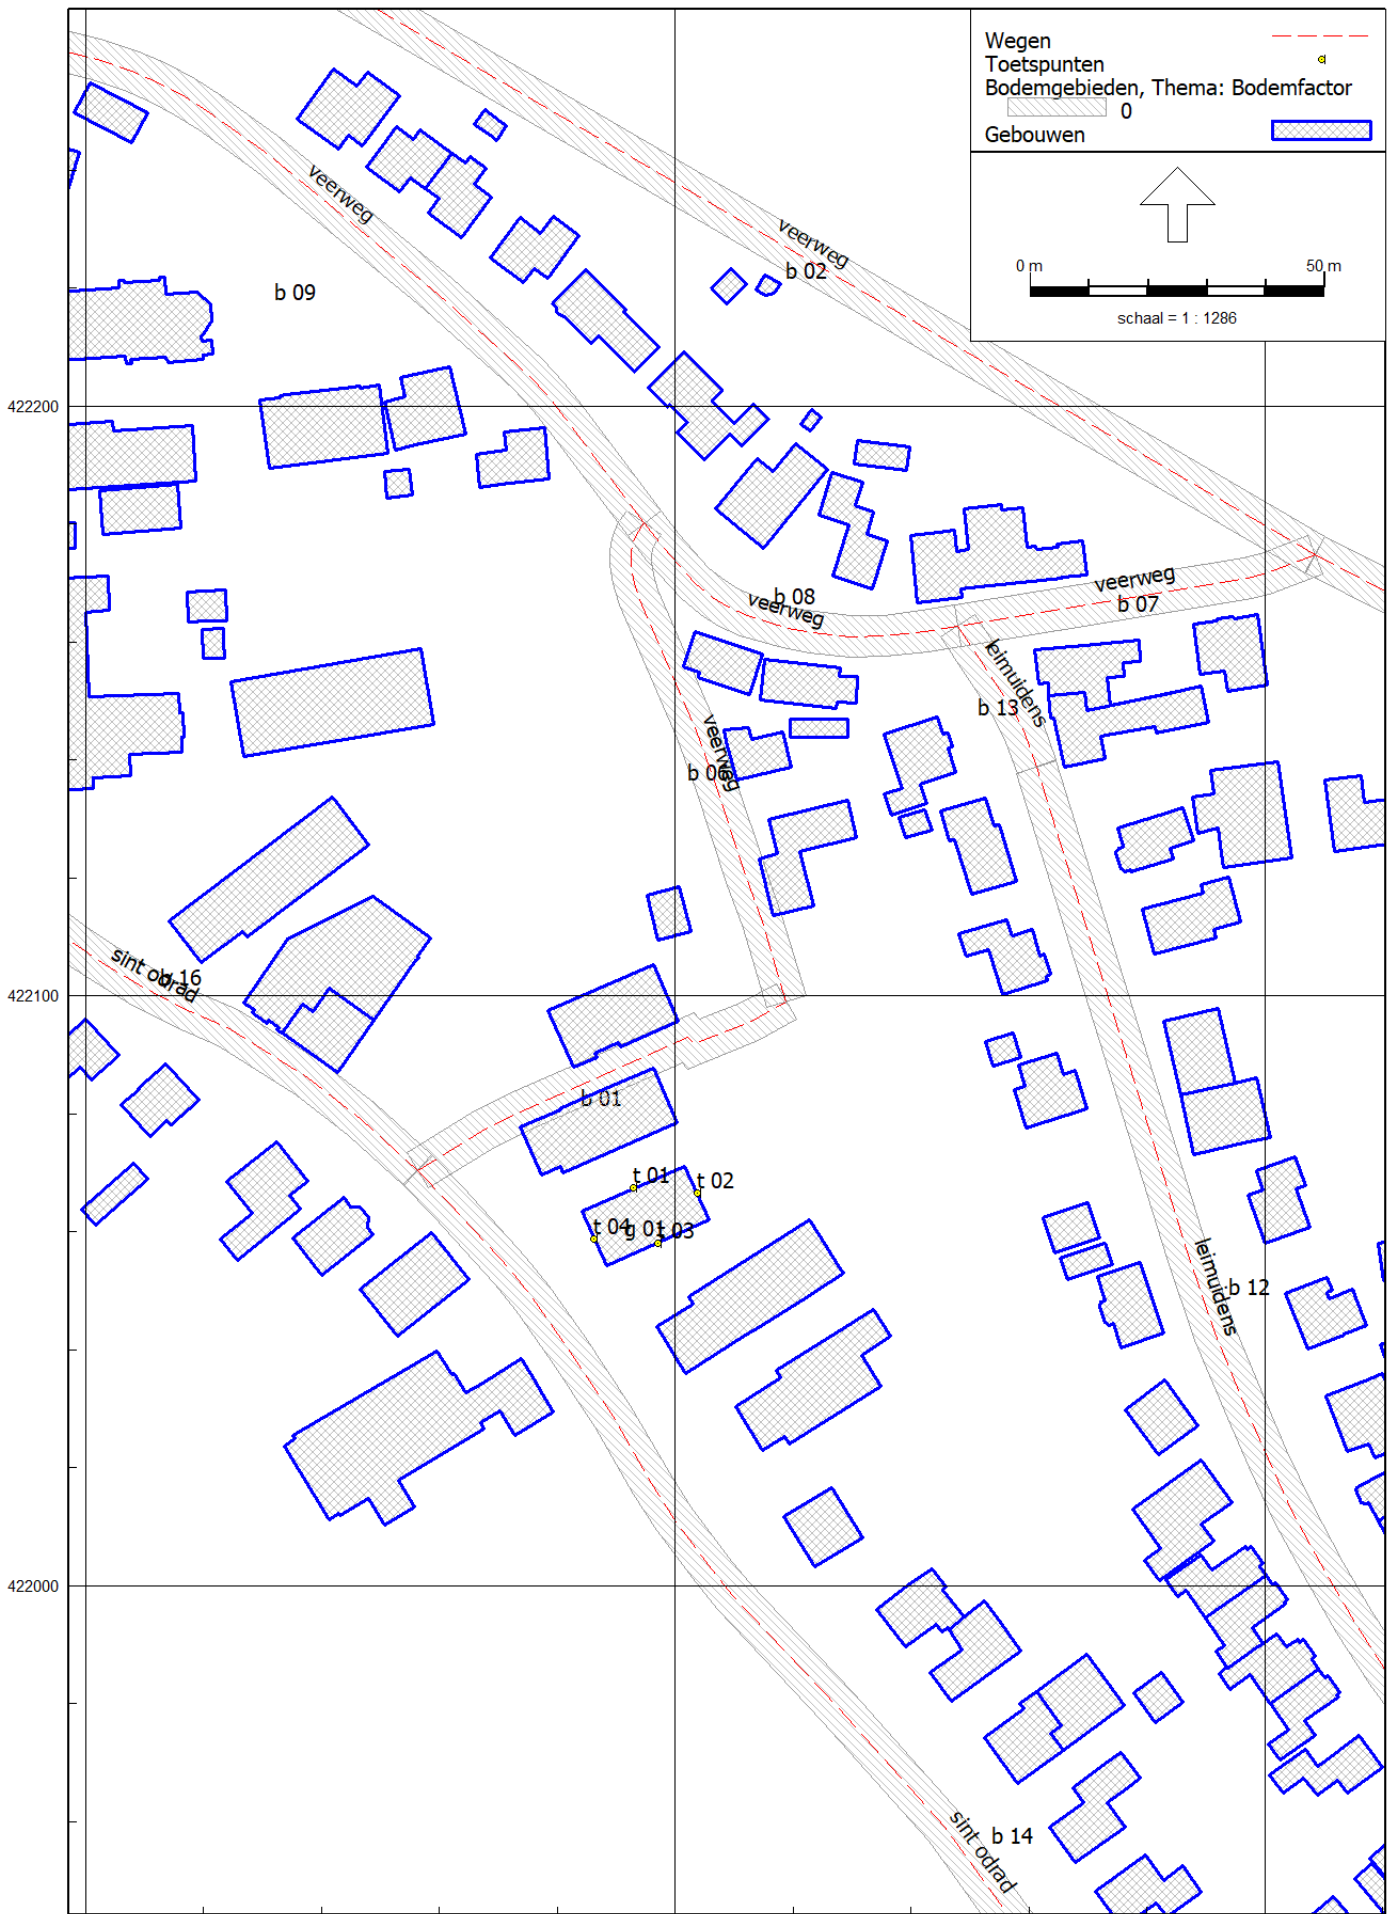 Wegen
Toetspunten
Bodemgebieden, Thema: Bodemfactor
0
Gebouwen
0 m 50 m
schaal = 1 : 1286
veerweg
veerweg
b 02
b 09
422200
veerweg
b 07
b 08
veerweg
leimuidens
b 13
veerweg
b 06
sint odrad
b 16
422100
b 01
t 01
t 02
t 04
g 01
t 03
leimuidens
b 12
422000
sint odrad
b 14